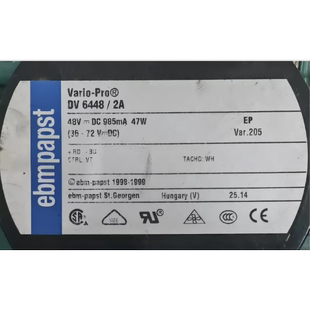 ebmpapst
Vario-Pro®
DV 6448 / 2A
48V ⎓ DC 985mA 47W
EP
(36 - 72 V⎓DC)
Var.205
TACHO: WH
© ebm-papst 1998-1999
ebm-papst St.Georgen
Hungary (V)
25.14